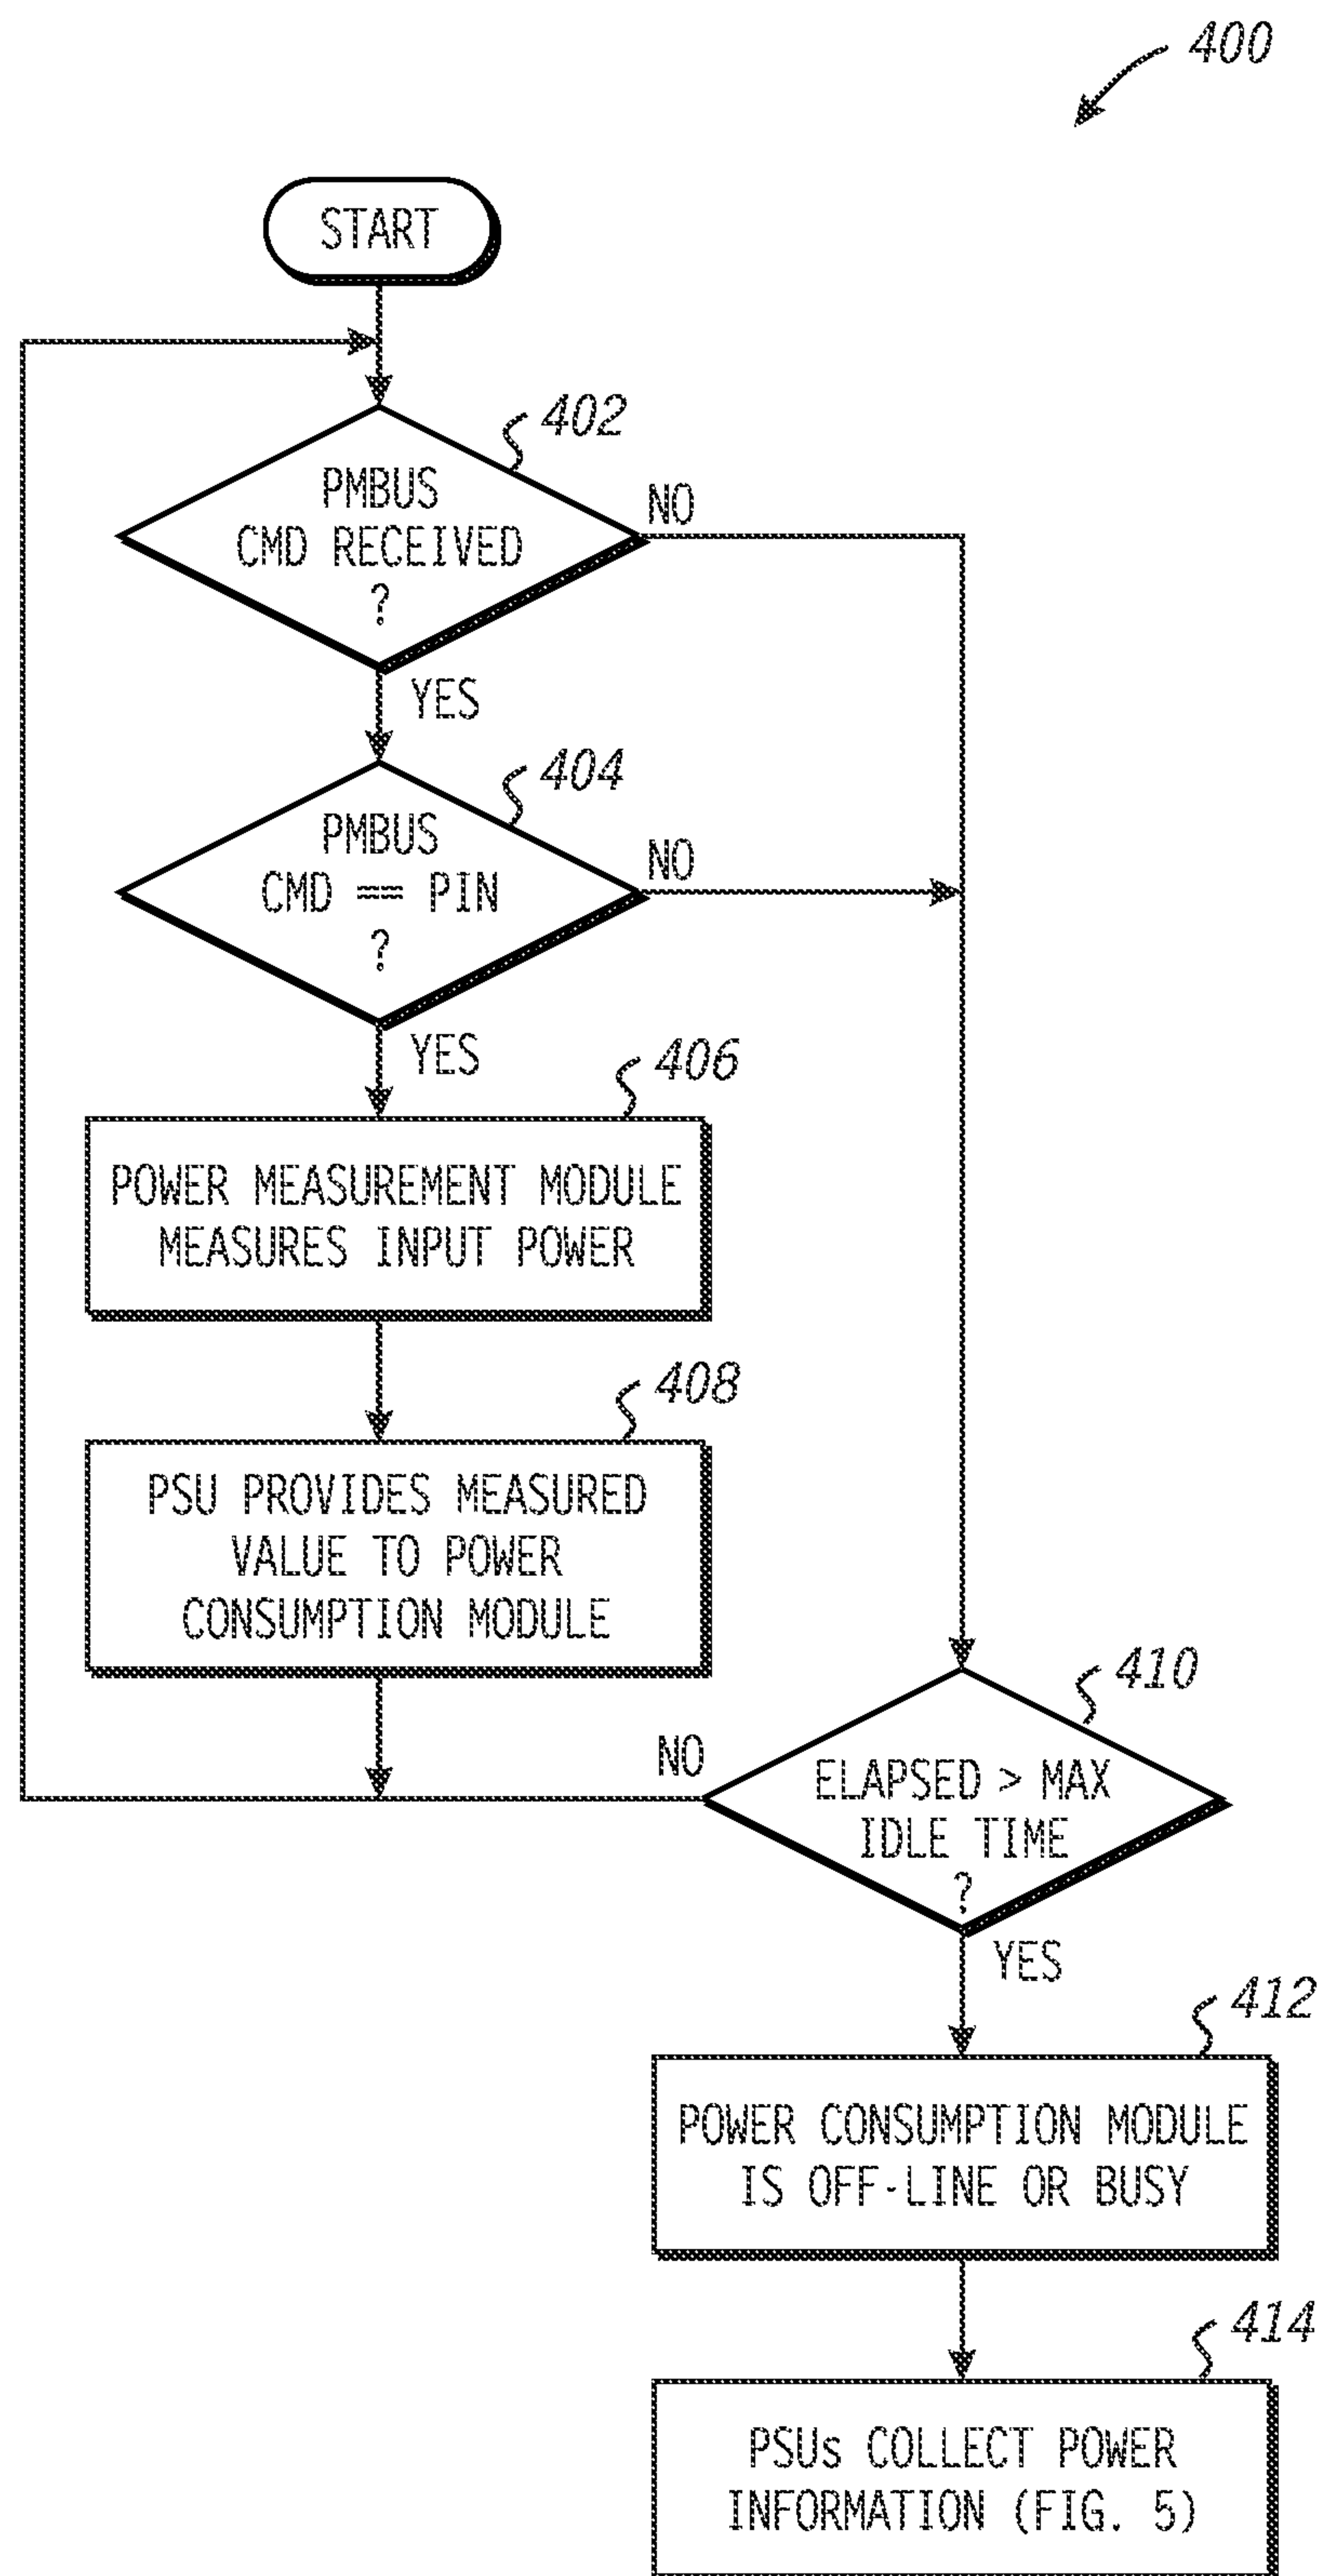 400
START
402
PMBUS
CMD RECEIVED
?
NO
YES
404
PMBUS
CMD == PIN
?
NO
YES
406
POWER MEASUREMENT MODULE
MEASURES INPUT POWER
408
PSU PROVIDES MEASURED
VALUE TO POWER
CONSUMPTION MODULE
410
NO
ELAPSED > MAX
IDLE TIME
?
YES
412
POWER CONSUMPTION MODULE
IS OFF-LINE OR BUSY
414
PSUs COLLECT POWER
INFORMATION (FIG. 5)